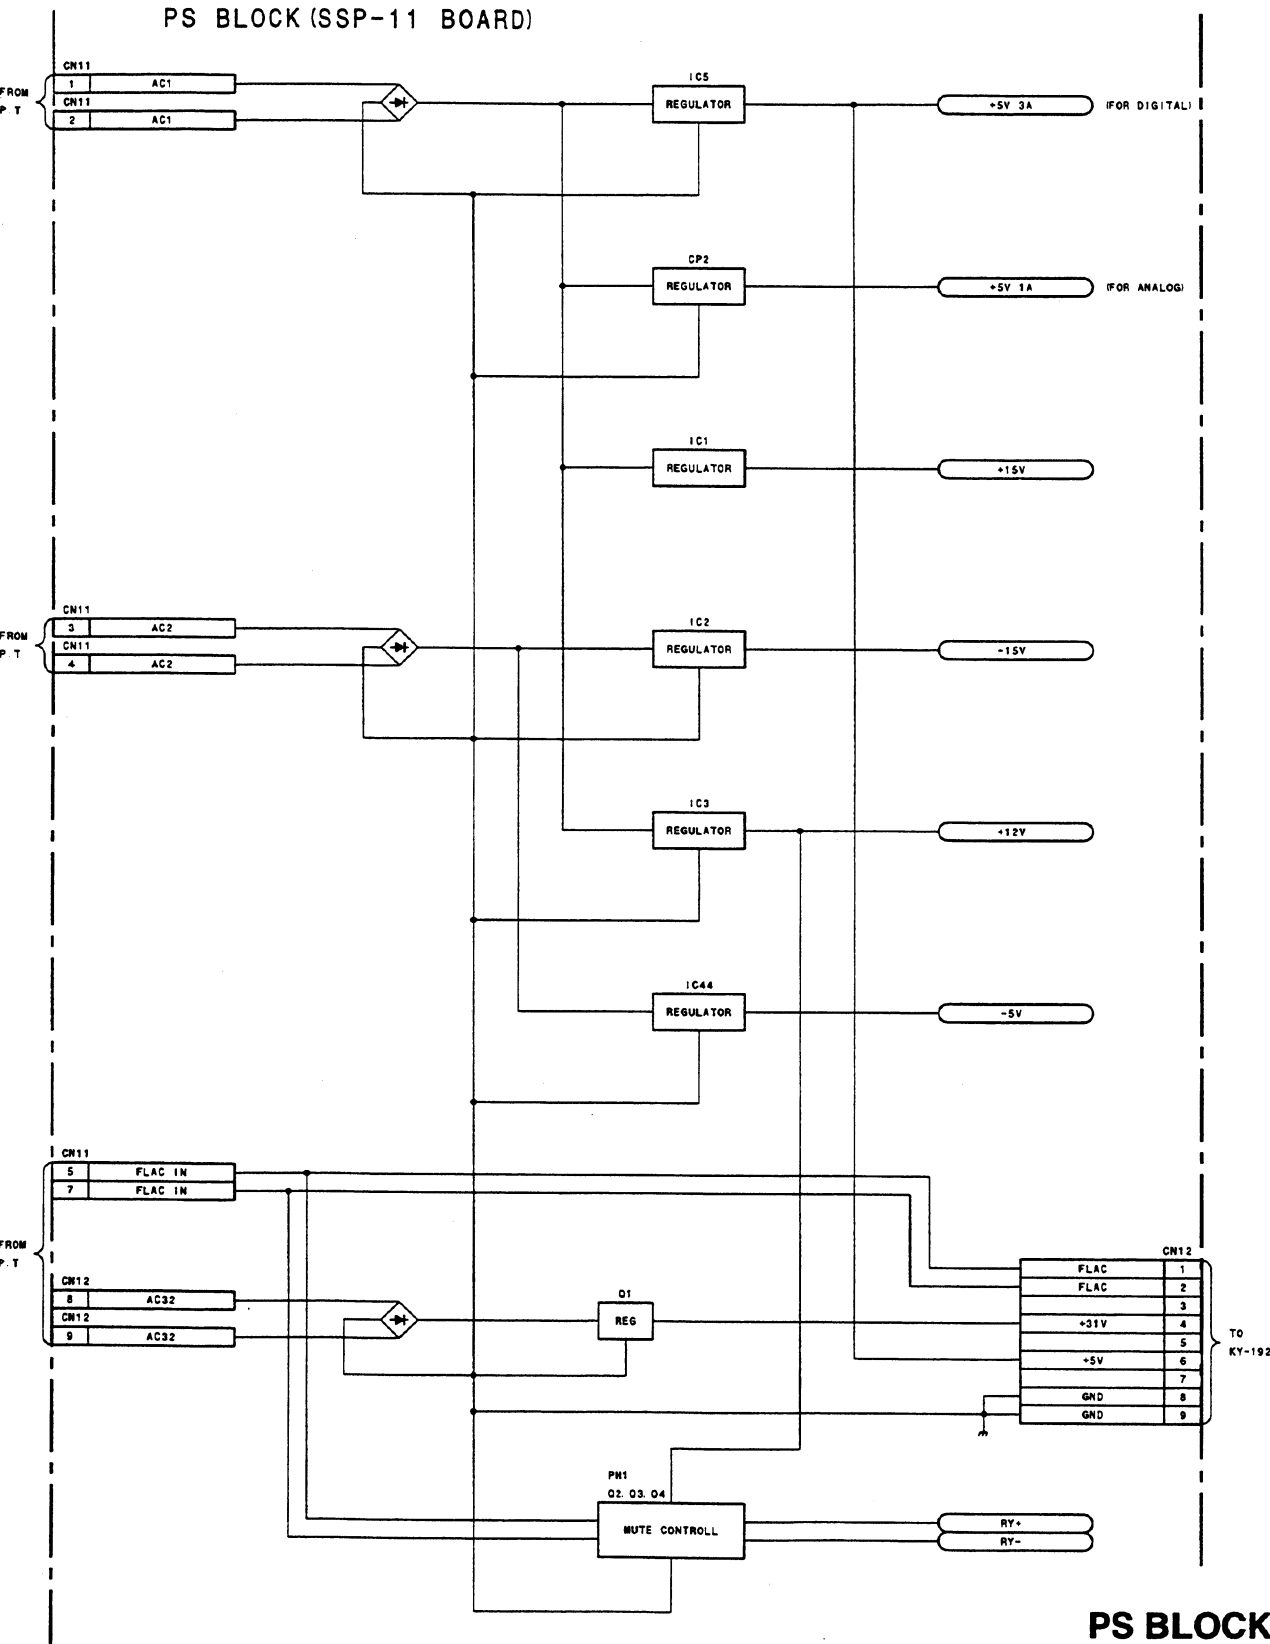 PS BLOCK (SSP-11 BOARD)
CN11
1 AC1
CN11
2 AC1
FROM
P.T
IC5
REGULATOR
+5V 3A
(FOR DIGITAL)
CP2
REGULATOR
+5V 1A
(FOR ANALOG)
IC1
REGULATOR
+15V
CN11
3 AC2
CN11
4 AC2
FROM
P.T
IC2
REGULATOR
-15V
IC3
REGULATOR
+12V
IC44
REGULATOR
-5V
CN11
5 FLAC IN
7 FLAC IN
FROM
P.T
CN12
8 AC32
CN12
9 AC32
Q1
REG
CN12
FLAC 1
FLAC 2
3
+31V 4
5
+5V 6
7
GND 8
GND 9
TO
KY-192
PH1
Q2. Q3. Q4
MUTE CONTROLL
RY+
RY-
PS BLOCK